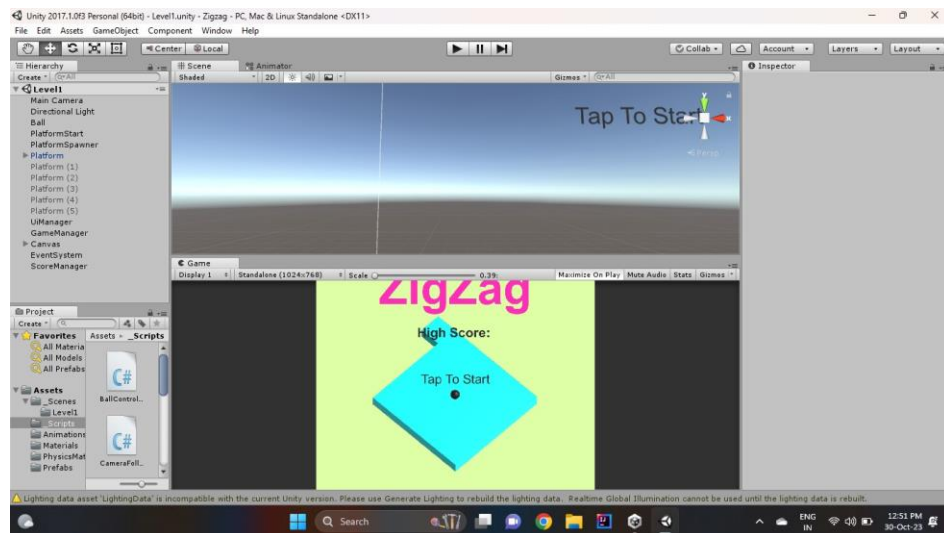 Unity 2017.1.0f3 Personal (64bit) - Level1.unity - Zigzag - PC, Mac & Linux Standalone <DX11>
File Edit Assets GameObject Component Window Help
Center Local Collab Account Layers Layout
Hierarchy
Create All
Level1
Main Camera
Directional Light
Ball
PlatformStart
PlatformSpawner
Platform
Platform (1)
Platform (2)
Platform (3)
Platform (4)
Platform (5)
UiManager
GameManager
Canvas
EventSystem
ScoreManager
Scene Animator
Shaded 2D Gizmos All
Tap To Start
y
x
Persp
Game
Display 1 Standalone (1024x768) Scale 0.39: Maximize On Play Mute Audio Stats Gizmos
ZigZag
High Score:
Tap To Start
Inspector
Project
Create
Favorites
All Materia
All Models
All Prefabs
Assets
_Scenes
Level1
_Scripts
Animations
Materials
PhysicsMat
Prefabs
Assets _Scripts
C#
BallControl..
C#
CameraFoll..
Lighting data asset 'LightingData' is incompatible with the current Unity version. Please use Generate Lighting to rebuild the lighting data. Realtime Global Illumination cannot be used until the lighting data is rebuilt.
Search
ENG
IN
12:51 PM
30-Oct-23